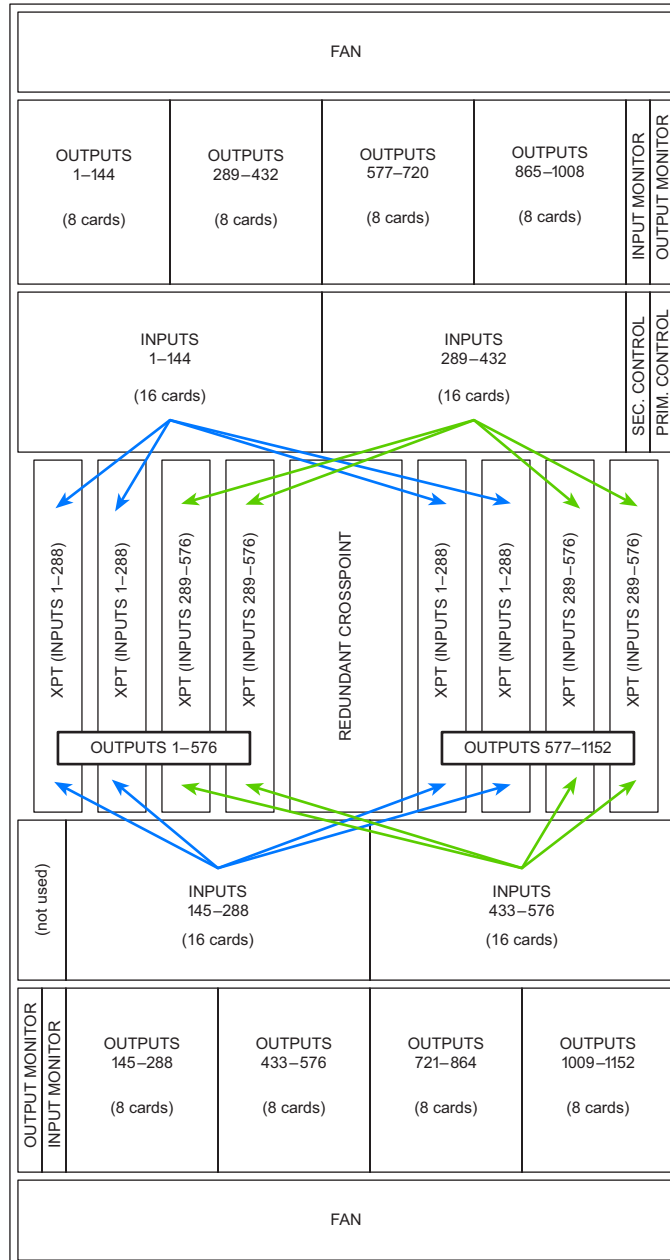 FAN
OUTPUTS
1–144
(8 cards)
OUTPUTS
289–432
(8 cards)
OUTPUTS
577–720
(8 cards)
OUTPUTS
865–1008
(8 cards)
INPUT MONITOR
OUTPUT MONITOR
INPUTS
1–144
(16 cards)
INPUTS
289–432
(16 cards)
SEC. CONTROL
PRIM. CONTROL
XPT (INPUTS 1–288)
XPT (INPUTS 1–288)
XPT (INPUTS 289–576)
XPT (INPUTS 289–576)
REDUNDANT CROSSPOINT
XPT (INPUTS 1–288)
XPT (INPUTS 1–288)
XPT (INPUTS 289–576)
XPT (INPUTS 289–576)
OUTPUTS 1–576
OUTPUTS 577–1152
(not used)
INPUTS
145–288
(16 cards)
INPUTS
433–576
(16 cards)
OUTPUT MONITOR
INPUT MONITOR
OUTPUTS
145–288
(8 cards)
OUTPUTS
433–576
(8 cards)
OUTPUTS
721–864
(8 cards)
OUTPUTS
1009–1152
(8 cards)
FAN